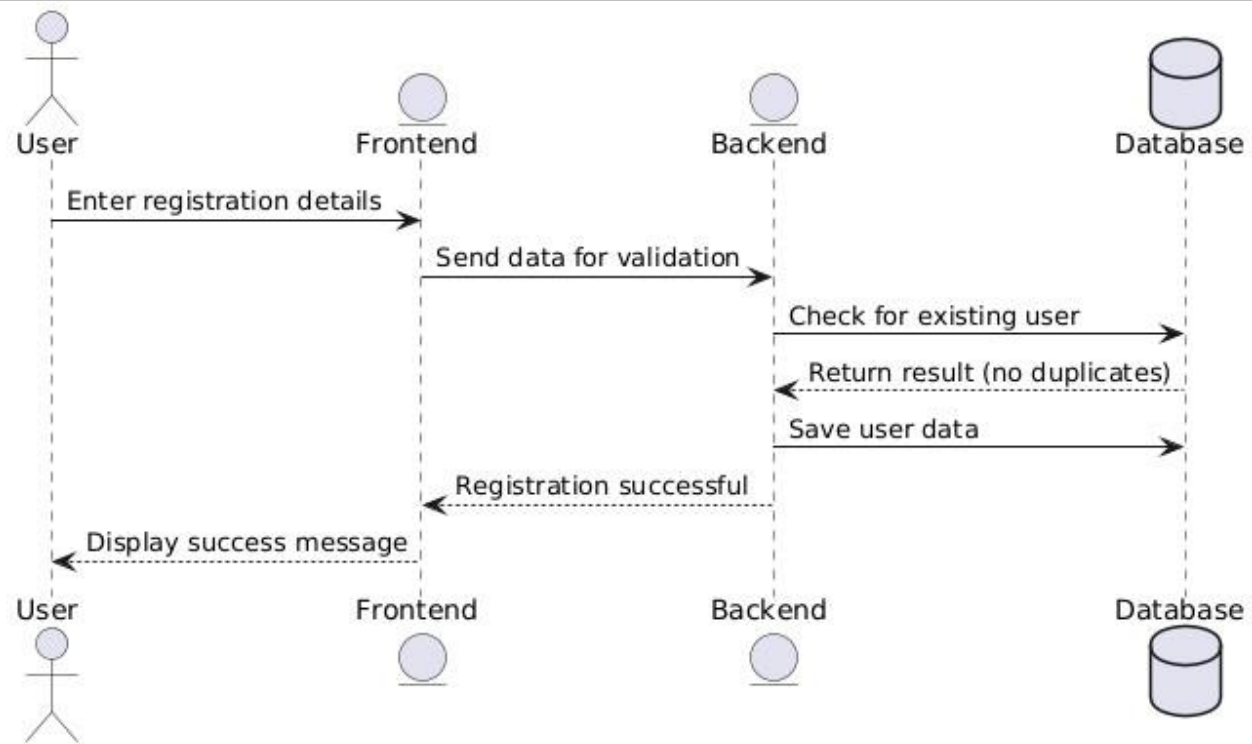 User
Frontend
Backend
Database
Enter registration details
Send data for validation
Check for existing user
Return result (no duplicates)
Save user data
Registration successful
Display success message
User
Frontend
Backend
Database